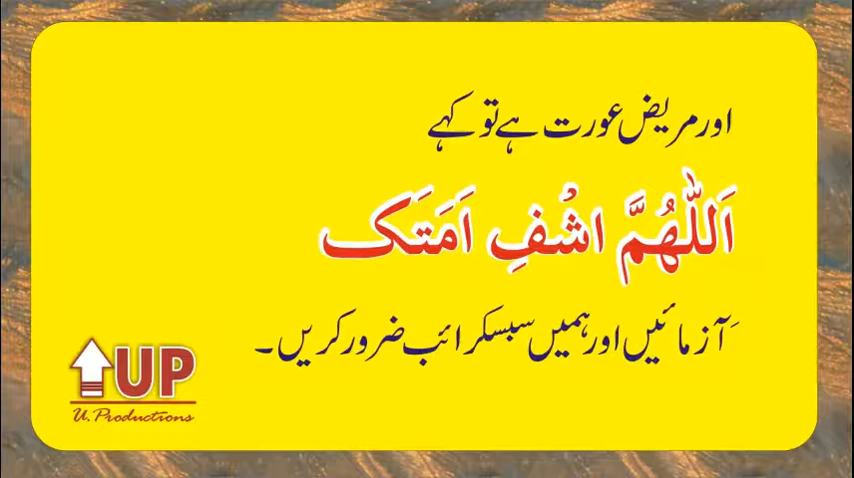 اور مریض عورت ہے تو کہے
اَللّٰھُمَّ اشْفِ اَمَتَک
َآزمائیں اور ہمیں سبسکرائب ضرور کریں۔
UP
U. Productions